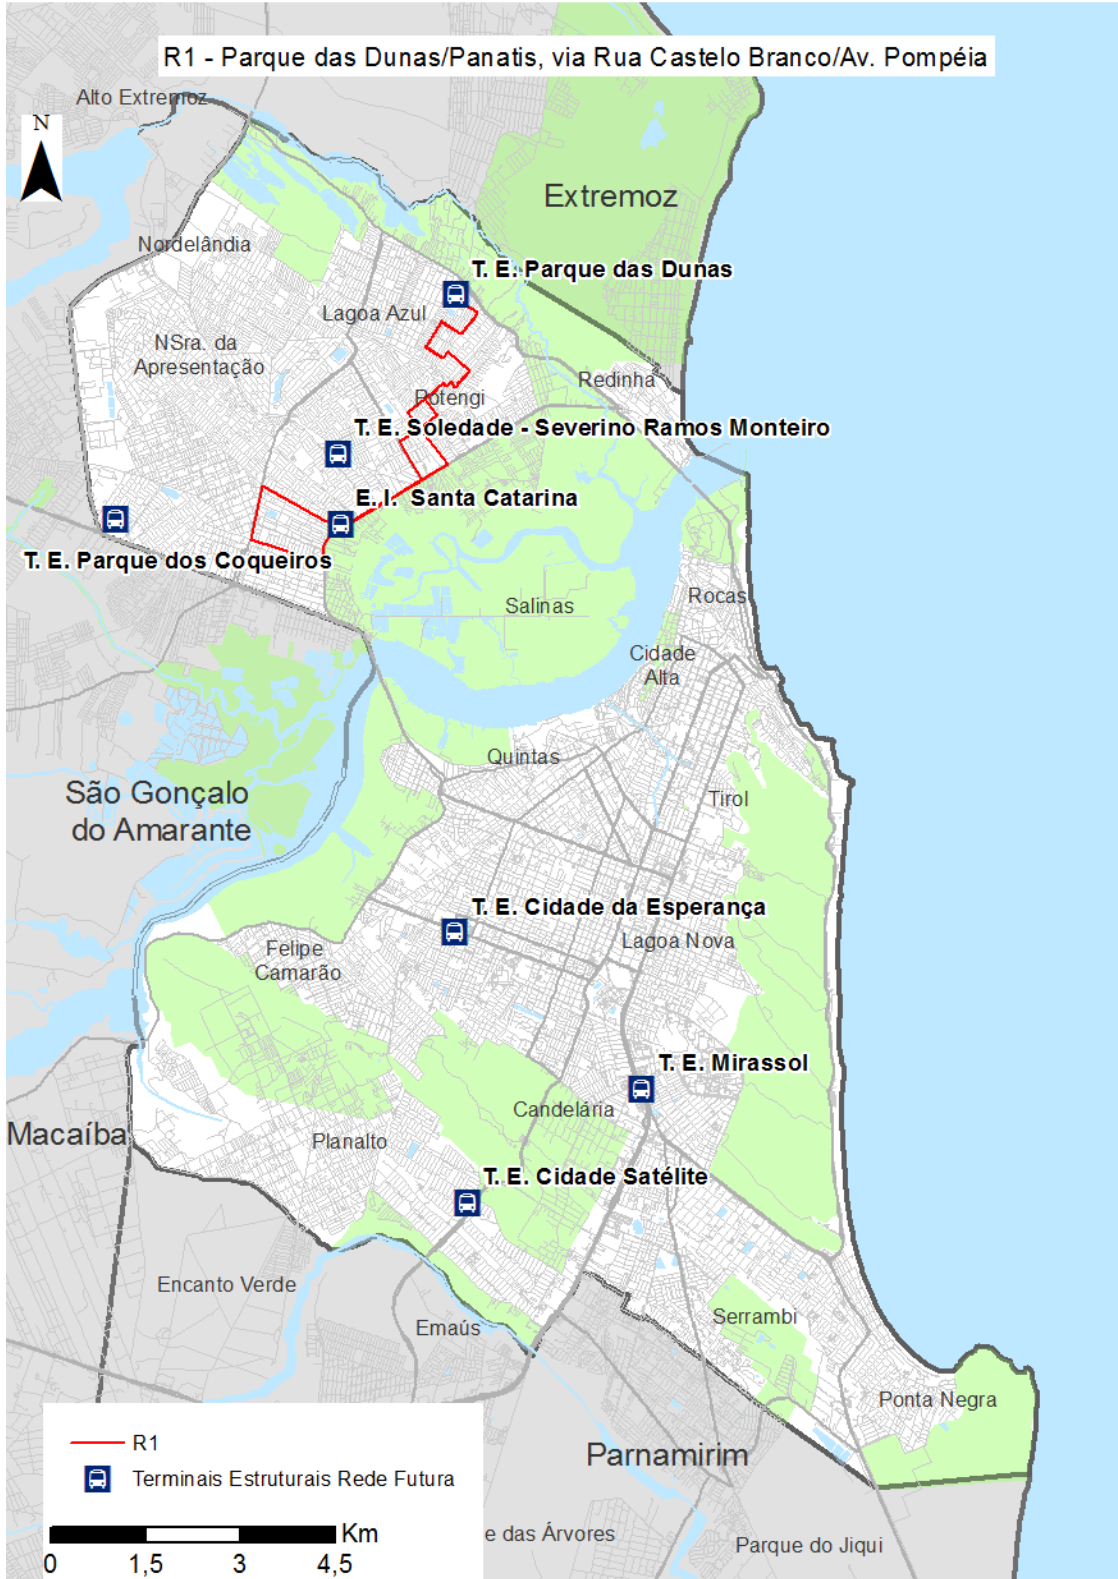 R1 - Parque das Dunas/Panatis, via Rua Castelo Branco/Av. Pompéia
Alto Extremoz
N
Extremoz
Nordelândia
T. E. Parque das Dunas
Lagoa Azul
NSra. da
Apresentação
Redinha
Potengi
T. E. Soledade - Severino Ramos Monteiro
E. I. Santa Catarina
T. E. Parque dos Coqueiros
Rocas
Salinas
Cidade
Alta
Quintas
São Gonçalo
do Amarante
Tirol
T. E. Cidade da Esperança
Lagoa Nova
Felipe
Camarão
T. E. Mirassol
Candelária
Macaíba
Planalto
T. E. Cidade Satélite
Encanto Verde
Emaús
Serrambi
Ponta Negra
Parnamirim
R1
Terminais Estruturais Rede Futura
Km
0 1,5 3 4,5
e das Árvores
Parque do Jiqui